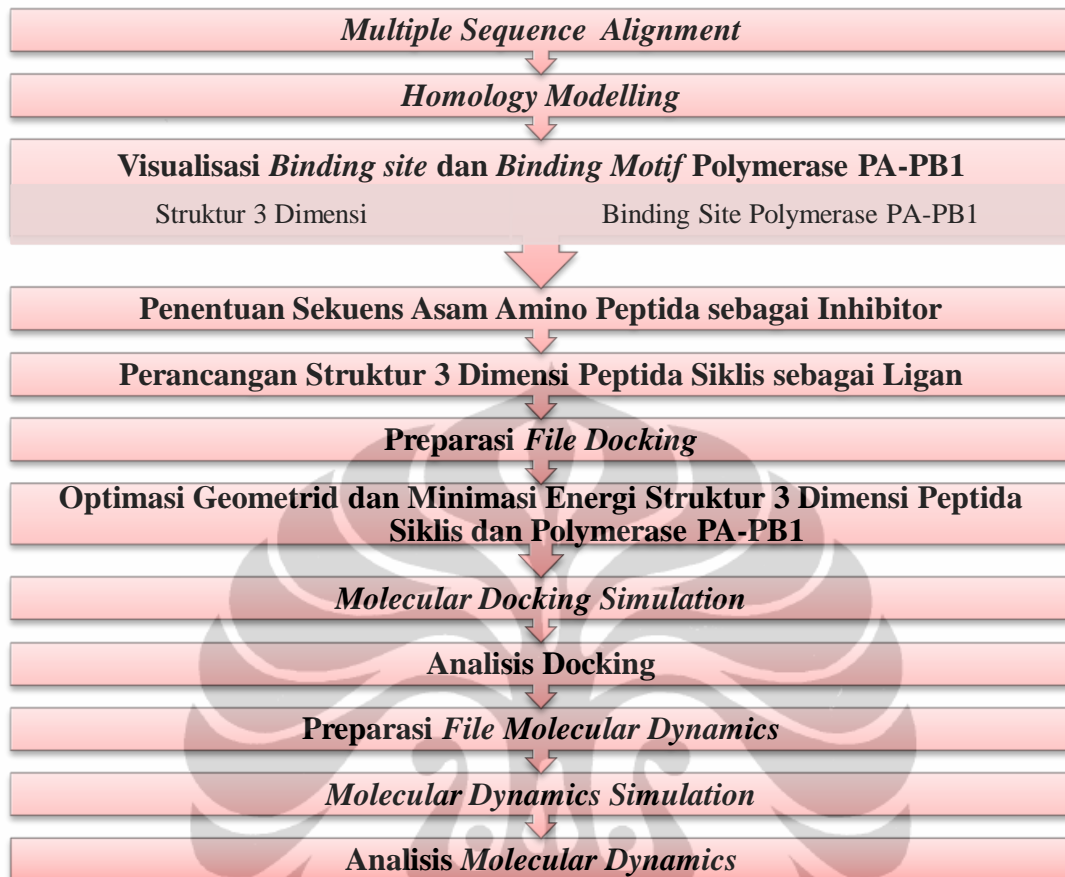 Multiple Sequence Alignment
Homology Modelling
Visualisasi Binding site dan Binding Motif Polymerase PA-PB1
Struktur 3 Dimensi
Binding Site Polymerase PA-PB1
Penentuan Sekuens Asam Amino Peptida sebagai Inhibitor
Perancangan Struktur 3 Dimensi Peptida Siklis sebagai Ligan
Preparasi File Docking
Optimasi Geometrid dan Minimasi Energi Struktur 3 Dimensi Peptida
Siklis dan Polymerase PA-PB1
Molecular Docking Simulation
Analisis Docking
Preparasi File Molecular Dynamics
Molecular Dynamics Simulation
Analisis Molecular Dynamics